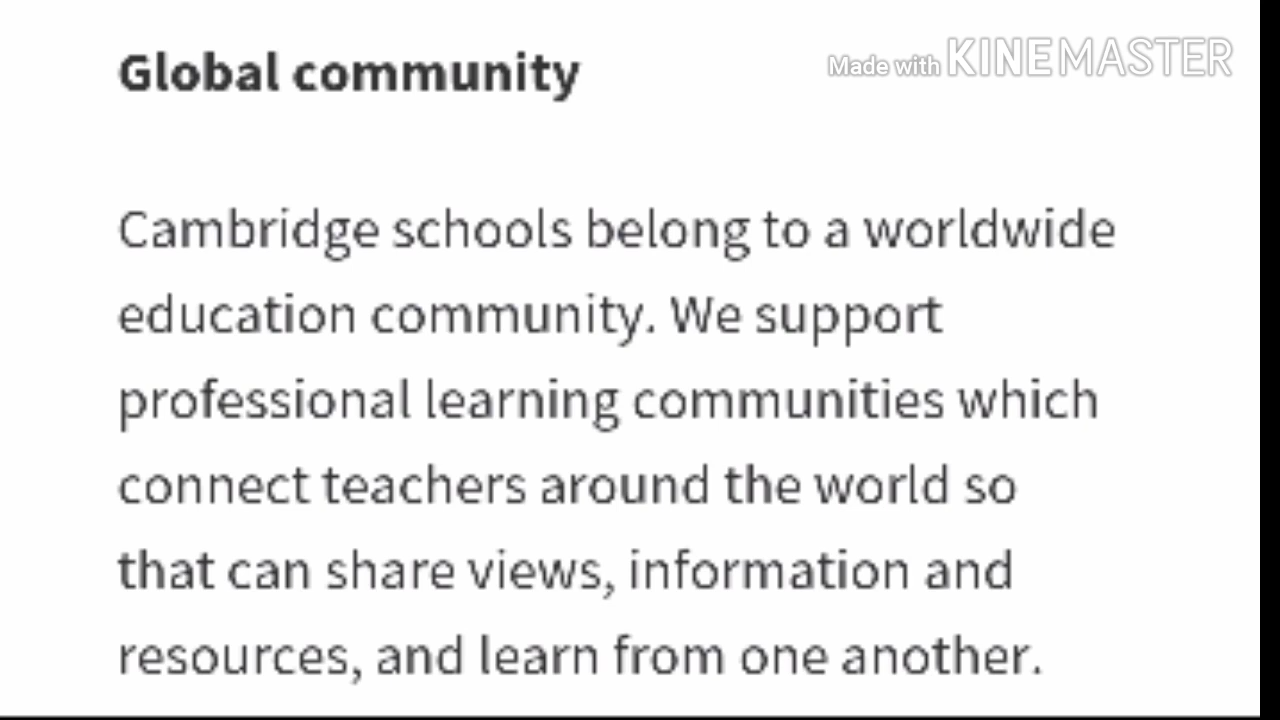 Global community
Made with KINEMASTER
Cambridge schools belong to a worldwide
education community. We support
professional learning communities which
connect teachers around the world so
that can share views, information and
resources, and learn from one another.